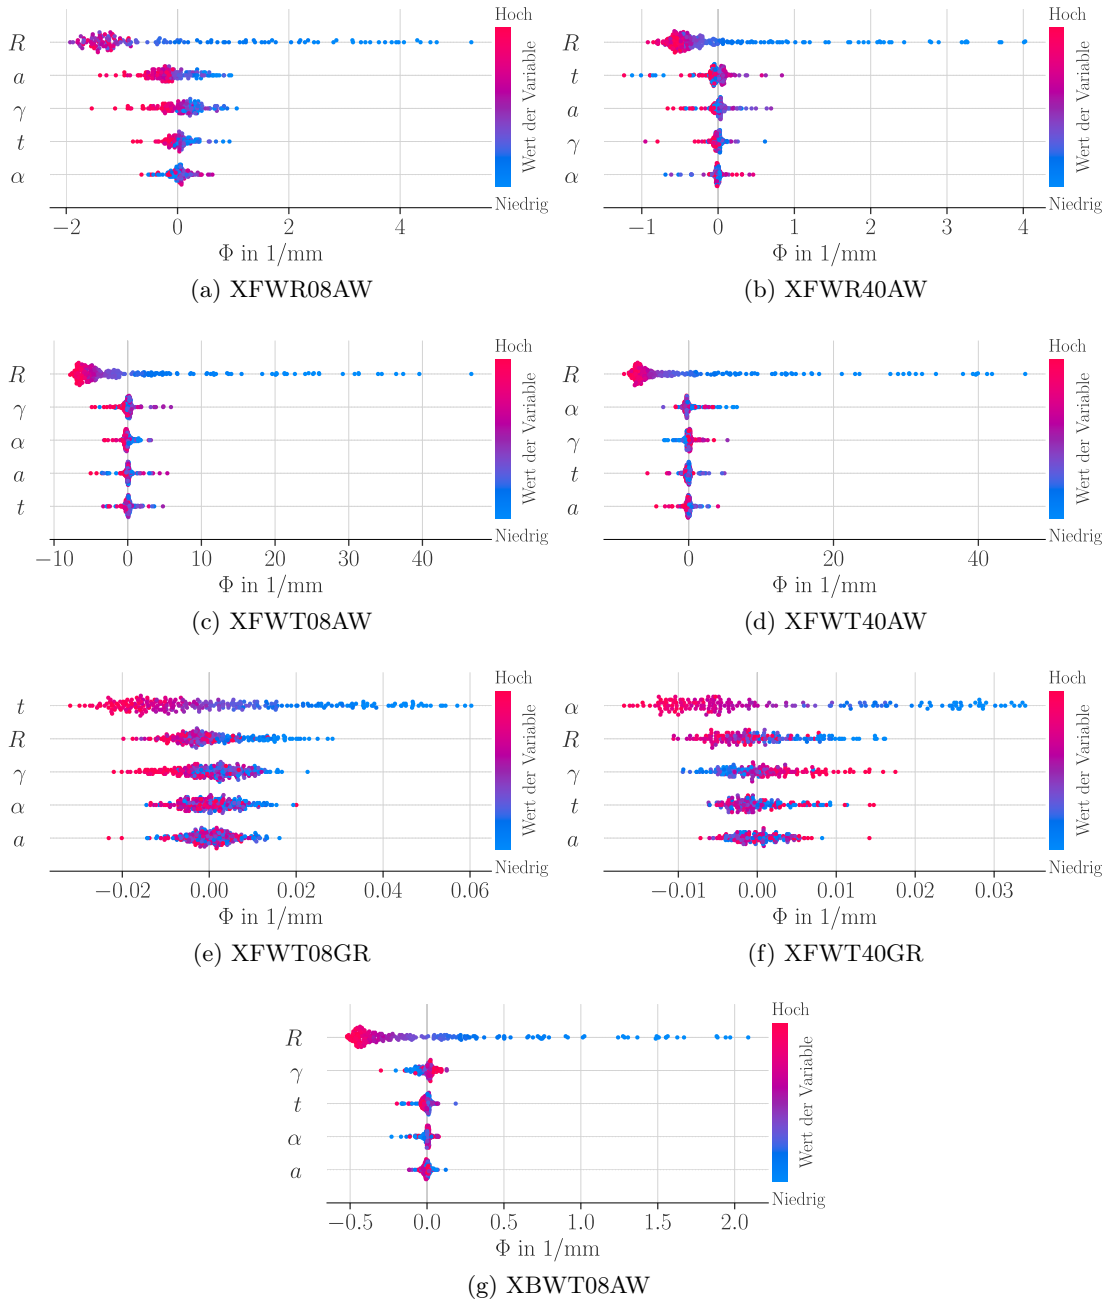 Hoch
R
a
γ
t
α
Wert der Variable
Niedrig
−2 0 2 4
Φ in 1/mm
(a) XFWR08AW
Hoch
R
t
a
γ
α
Wert der Variable
Niedrig
−1 0 1 2 3 4
Φ in 1/mm
(b) XFWR40AW
Hoch
R
γ
α
a
t
Wert der Variable
Niedrig
−10 0 10 20 30 40
Φ in 1/mm
(c) XFWT08AW
Hoch
R
α
γ
t
a
Wert der Variable
Niedrig
0 20 40
Φ in 1/mm
(d) XFWT40AW
Hoch
t
R
γ
α
a
Wert der Variable
Niedrig
−0.02 0.00 0.02 0.04 0.06
Φ in 1/mm
(e) XFWT08GR
Hoch
α
R
γ
t
a
Wert der Variable
Niedrig
−0.01 0.00 0.01 0.02 0.03
Φ in 1/mm
(f) XFWT40GR
Hoch
R
γ
t
α
a
Wert der Variable
Niedrig
−0.5 0.0 0.5 1.0 1.5 2.0
Φ in 1/mm
(g) XBWT08AW